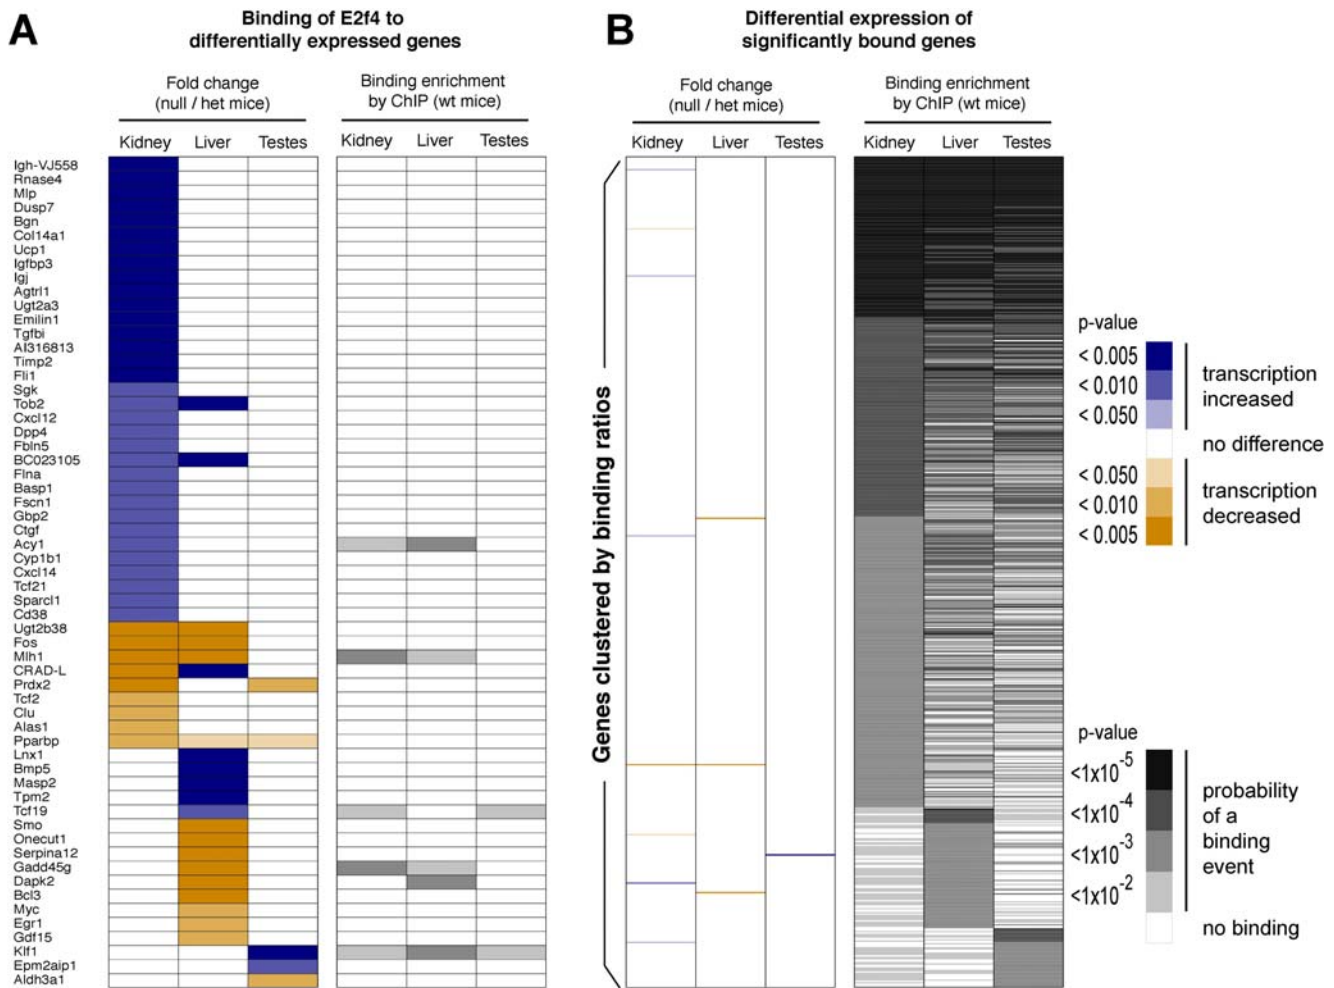 A
Binding of E2f4 to
differentially expressed genes
Fold change
(null / het mice)
Binding enrichment
by ChIP (wt mice)
Kidney Liver Testes
Kidney Liver Testes
Igh-VJ558
Rnase4
Mlp
Dusp7
Bgn
Col14a1
Ucp1
Igfbp3
Igj
Agtrl1
Ugt2a3
Emilin1
Tgfbi
AI316813
Timp2
Fli1
Sgk
Tob2
Cxcl12
Dpp4
Fbln5
BC023105
Flna
Basp1
Fscn1
Gbp2
Ctgf
Acy1
Cyp1b1
Cxcl14
Tcf21
Sparcl1
Cd38
Ugt2b38
Fos
Mlh1
CRAD-L
Prdx2
Tcf2
Clu
Alas1
Pparbp
Lnx1
Bmp5
Masp2
Tpm2
Tcf19
Smo
Onecut1
Serpina12
Gadd45g
Dapk2
Bcl3
Myc
Egr1
Gdf15
Klf1
Epm2aip1
Aldh3a1
B
Differential expression of
significantly bound genes
Fold change
(null / het mice)
Binding enrichment
by ChIP (wt mice)
Kidney Liver Testes
Kidney Liver Testes
Genes clustered by binding ratios
p-value
< 0.005
< 0.010
< 0.050
transcription
increased
no difference
< 0.050
< 0.010
< 0.005
transcription
decreased
p-value
<1x10-5
<1x10-4
<1x10-3
<1x10-2
probability
of a
binding
event
no binding